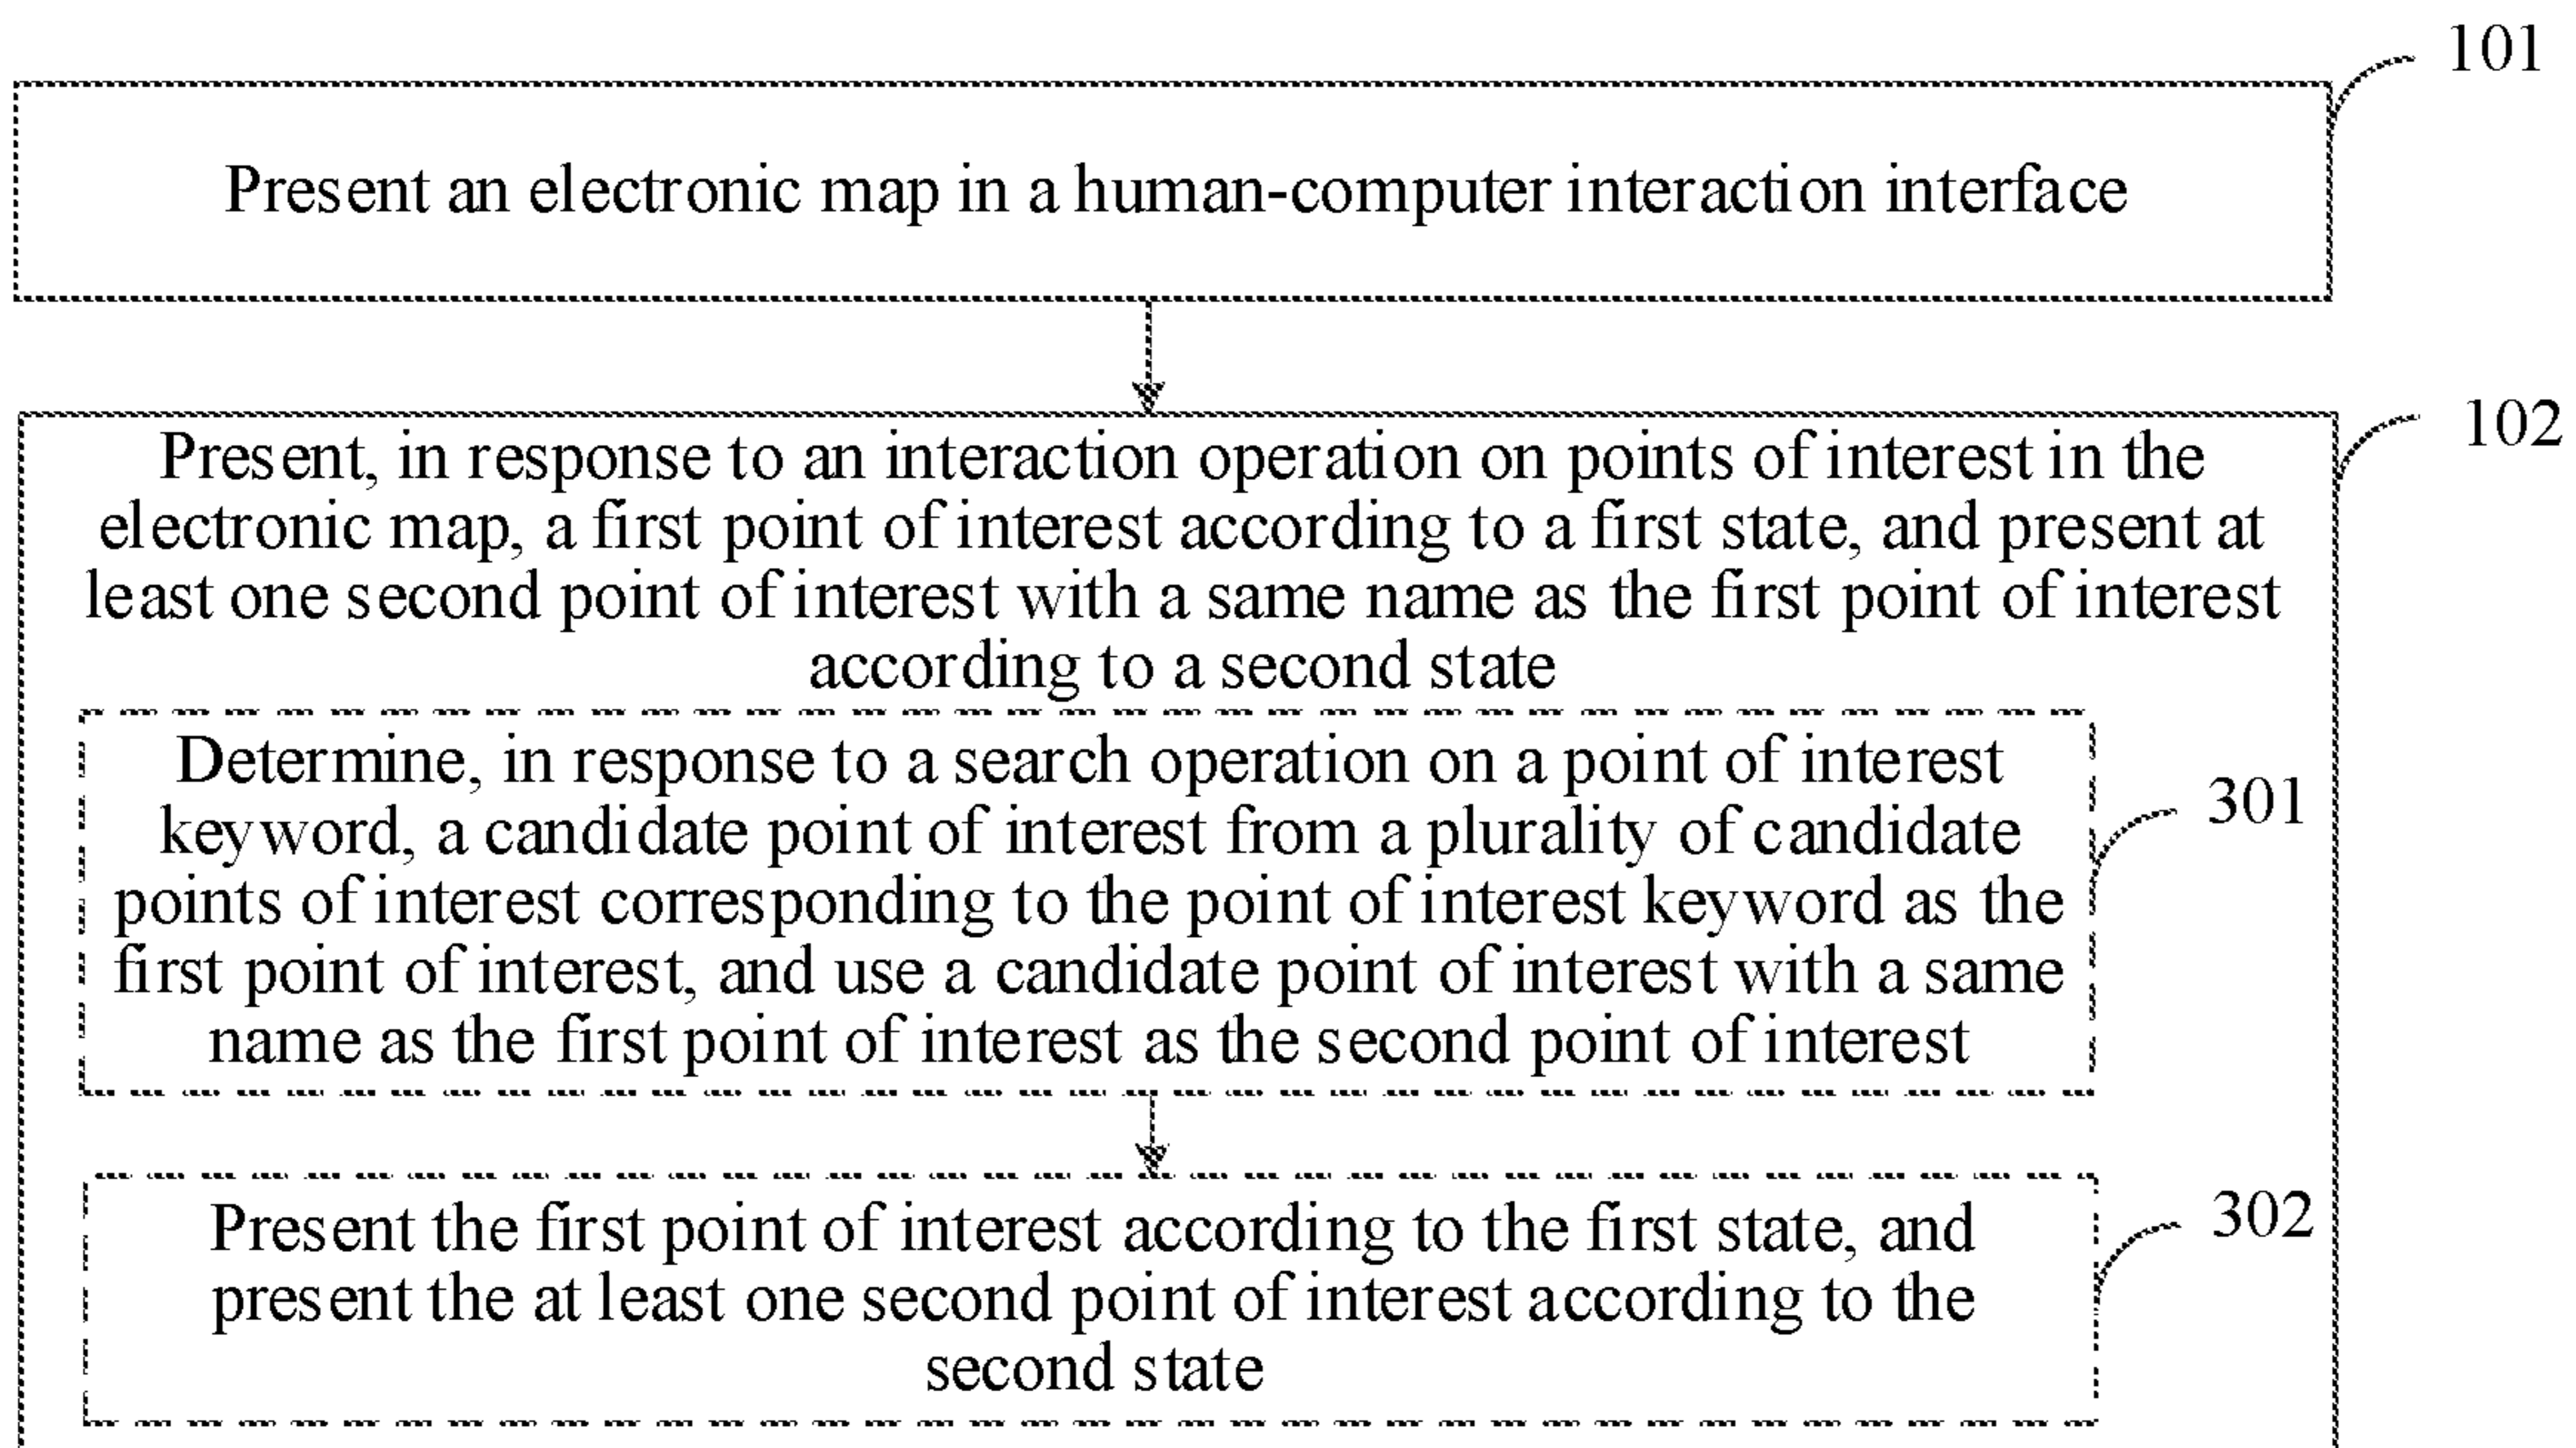 101
Present an electronic map in a human-computer interaction interface
102
Present, in response to an interaction operation on points of interest in the
electronic map, a first point of interest according to a first state, and present at
least one second point of interest with a same name as the first point of interest
according to a second state
Determine, in response to a search operation on a point of interest
keyword, a candidate point of interest from a plurality of candidate
points of interest corresponding to the point of interest keyword as the
first point of interest, and use a candidate point of interest with a same
name as the first point of interest as the second point of interest
301
Present the first point of interest according to the first state, and
present the at least one second point of interest according to the
second state
302